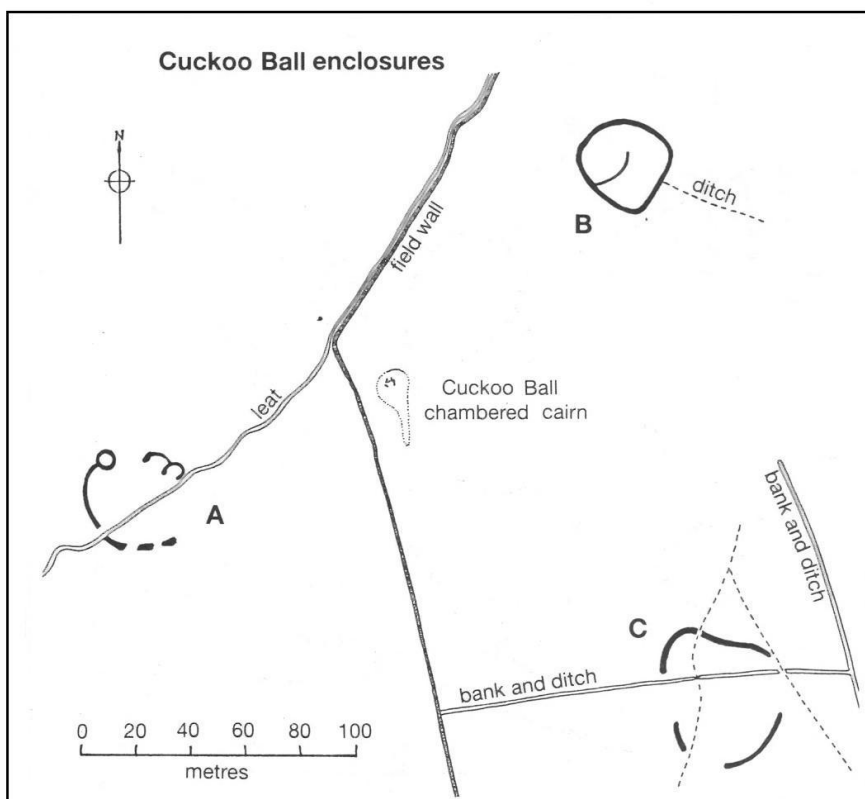 Cuckoo Ball enclosures
N
B
ditch
field wall
leat
Cuckoo Ball
chambered cairn
A
bank and ditch
C
bank and ditch
0 20 40 60 80 100
metres